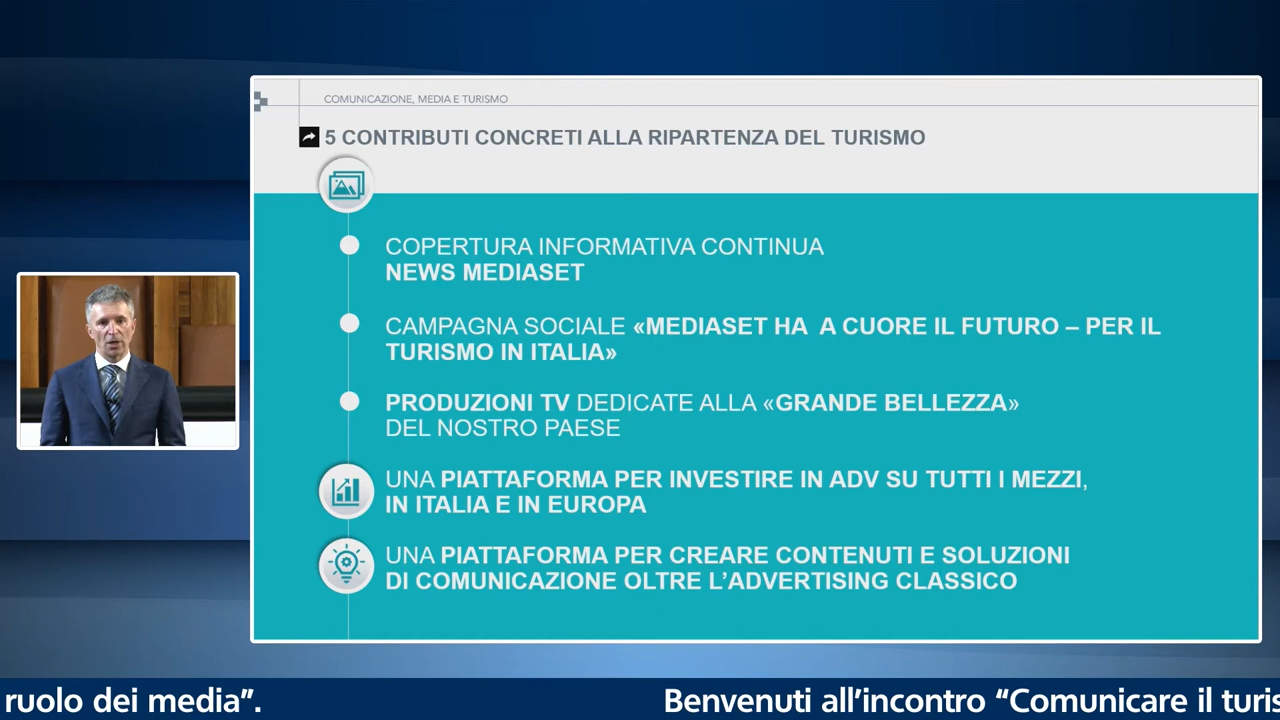 COMUNICAZIONE, MEDIA E TURISMO
5 CONTRIBUTI CONCRETI ALLA RIPARTENZA DEL TURISMO
COPERTURA INFORMATIVA CONTINUA
NEWS MEDIASET
CAMPAGNA SOCIALE «MEDIASET HA  A CUORE IL FUTURO – PER IL
TURISMO IN ITALIA»
PRODUZIONI TV DEDICATE ALLA «GRANDE BELLEZZA»
DEL NOSTRO PAESE
UNA PIATTAFORMA PER INVESTIRE IN ADV SU TUTTI I MEZZI,
IN ITALIA E IN EUROPA
UNA PIATTAFORMA PER CREARE CONTENUTI E SOLUZIONI
DI COMUNICAZIONE OLTRE L’ADVERTISING CLASSICO
ruolo dei media”. Benvenuti all’incontro “Comunicare il turis